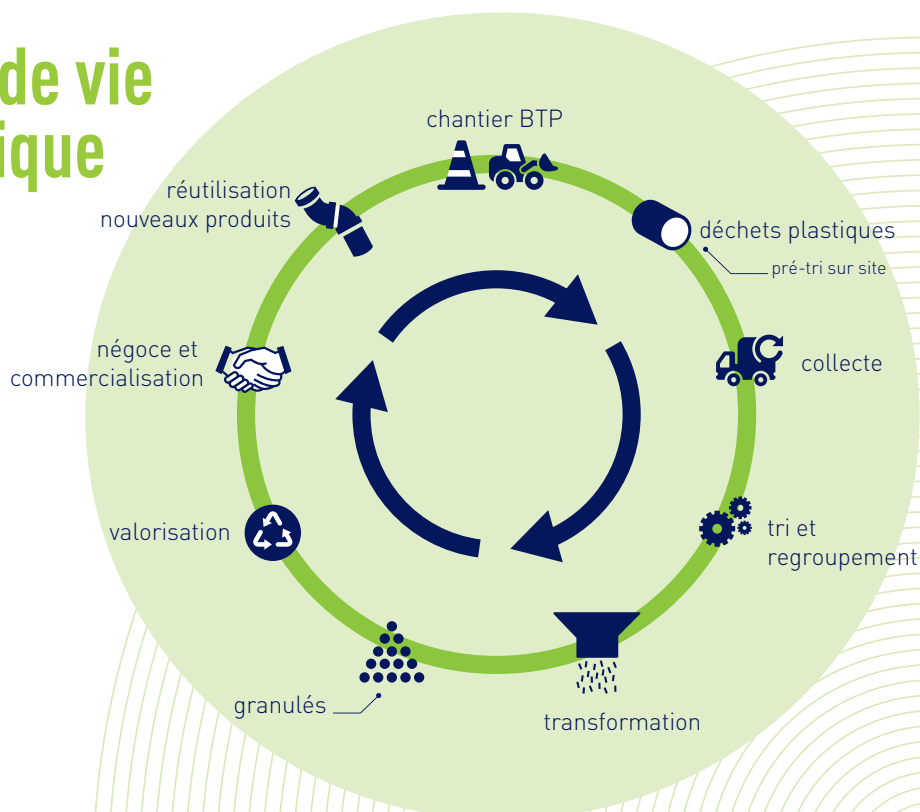 de vie
ique
chantier BTP
déchets plastiques
pré-tri sur site
collecte
tri et
regroupement
transformation
granulés
valorisation
négoce et
commercialisation
réutilisation
nouveaux produits